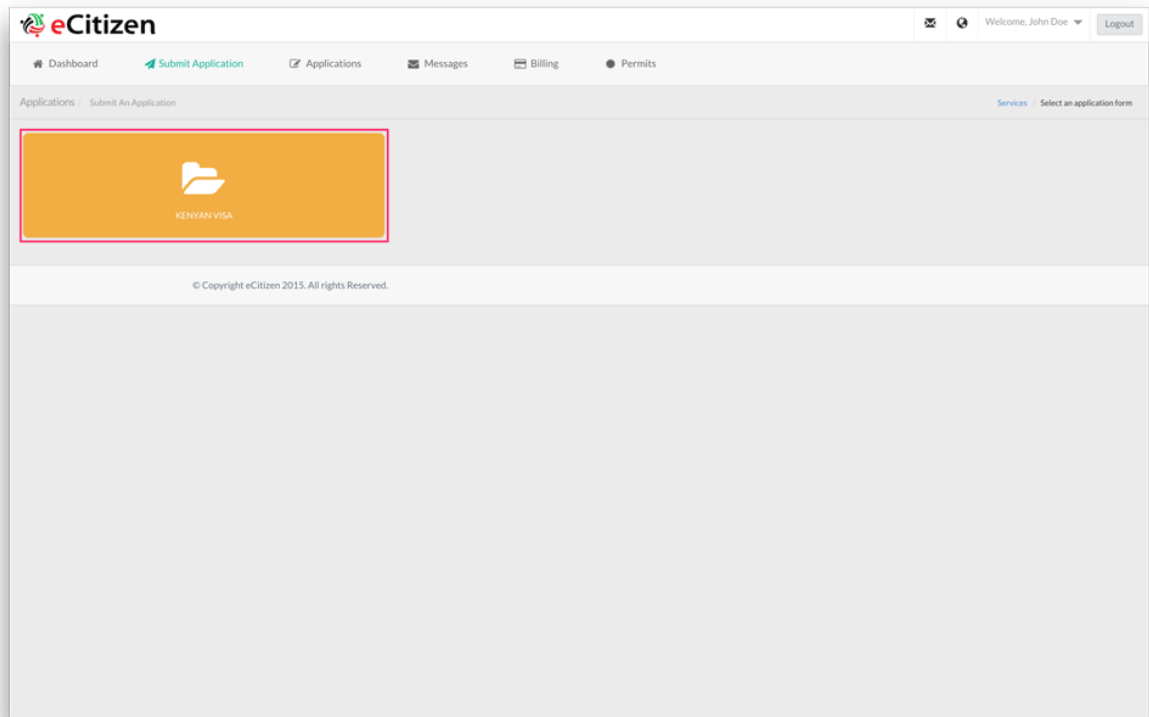 eCitizen
Welcome, John Doe
Logout
Dashboard
Submit Application
Applications
Messages
Billing
Permits
Applications / Submit An Application
Services / Select an application form
KENYAN VISA
© Copyright eCitizen 2015. All rights Reserved.